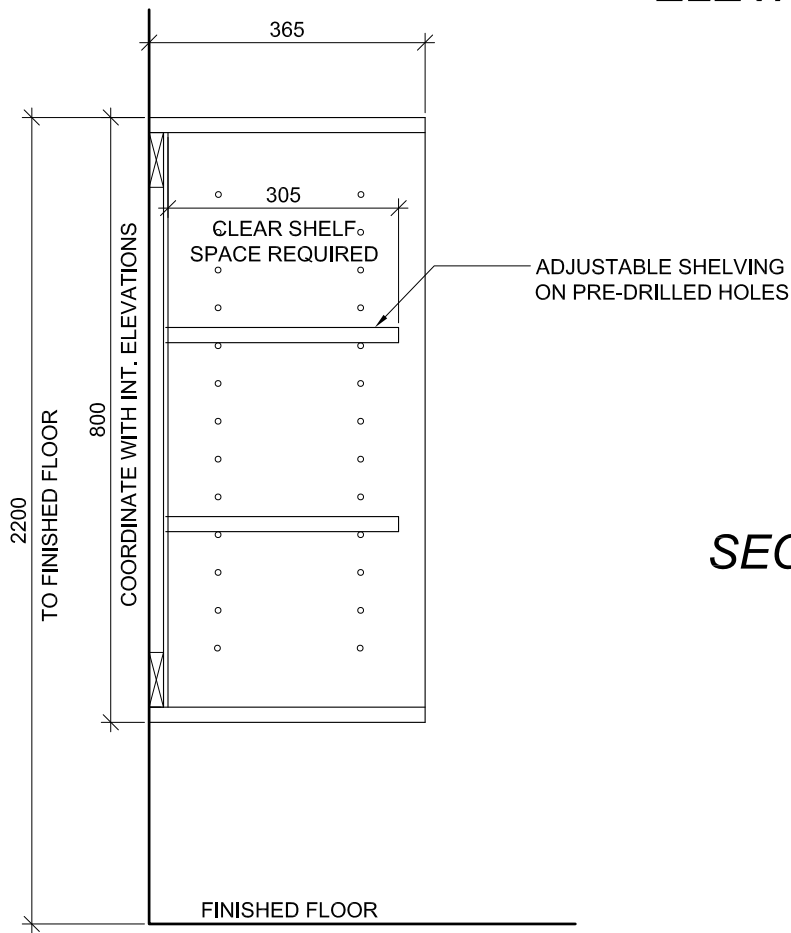 365
305
CLEAR SHELF
SPACE REQUIRED
ADJUSTABLE SHELVING
ON PRE-DRILLED HOLES
COORDINATE WITH INT. ELEVATIONS
800
2200
TO FINISHED FLOOR
FINISHED FLOOR